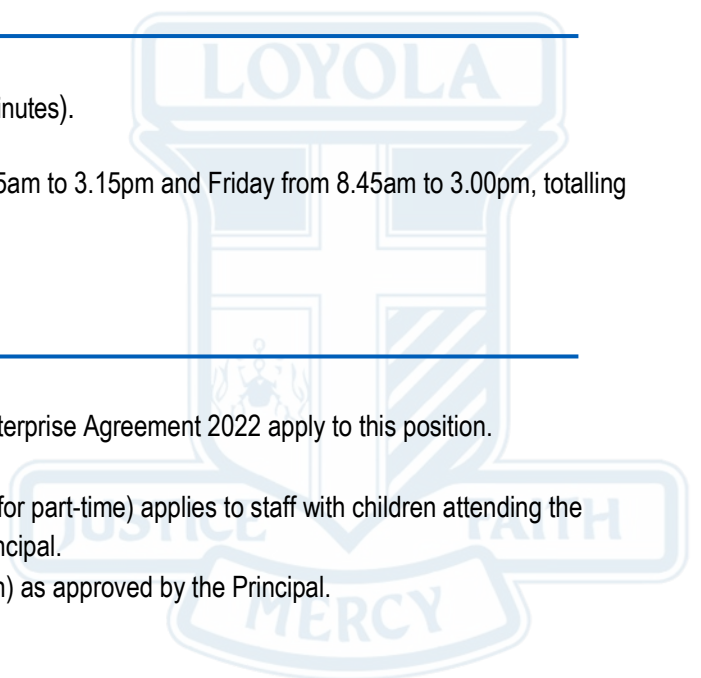 LOYOLA
inutes).
5am to 3.15pm and Friday from 8.45am to 3.00pm, totalling
terprise Agreement 2022 apply to this position.
for part-time) applies to staff with children attending the
JUSTICE FAITH
ncipal.
n) as approved by the Principal.
MERCY